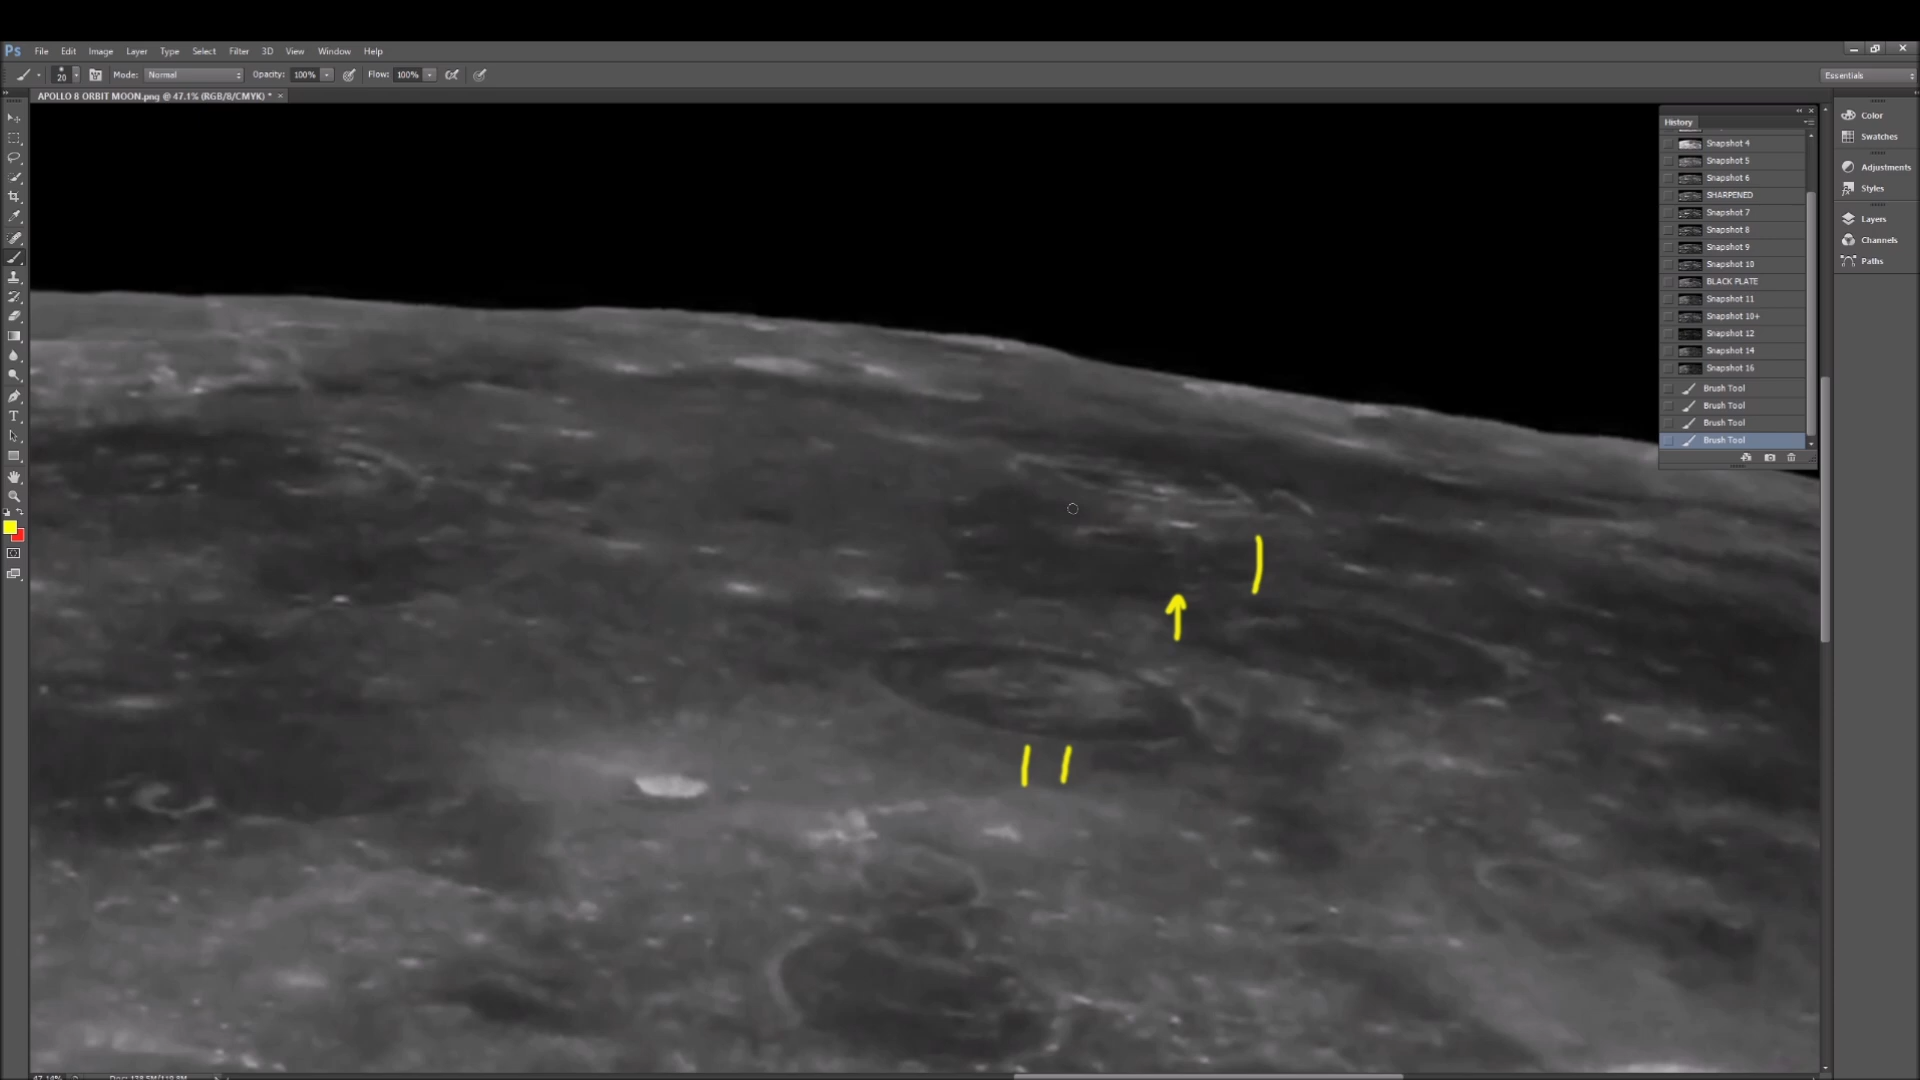 Ps File Edit Image Layer Type Select Filter 3D View Window Help
20 Mode: Normal Opacity: 100% Flow: 100% Essentials
APOLLO 8 ORBIT MOON.png @ 47.1% (RGB/8/CMYK) * ×
History
Snapshot 4
Snapshot 5
Snapshot 6
SHARPENED
Snapshot 7
Snapshot 8
Snapshot 9
Snapshot 10
BLACK PLATE
Snapshot 11
Snapshot 10+
Snapshot 12
Snapshot 14
Snapshot 16
Brush Tool
Brush Tool
Brush Tool
Brush Tool
Color
Swatches
Adjustments
Styles
Layers
Channels
Paths